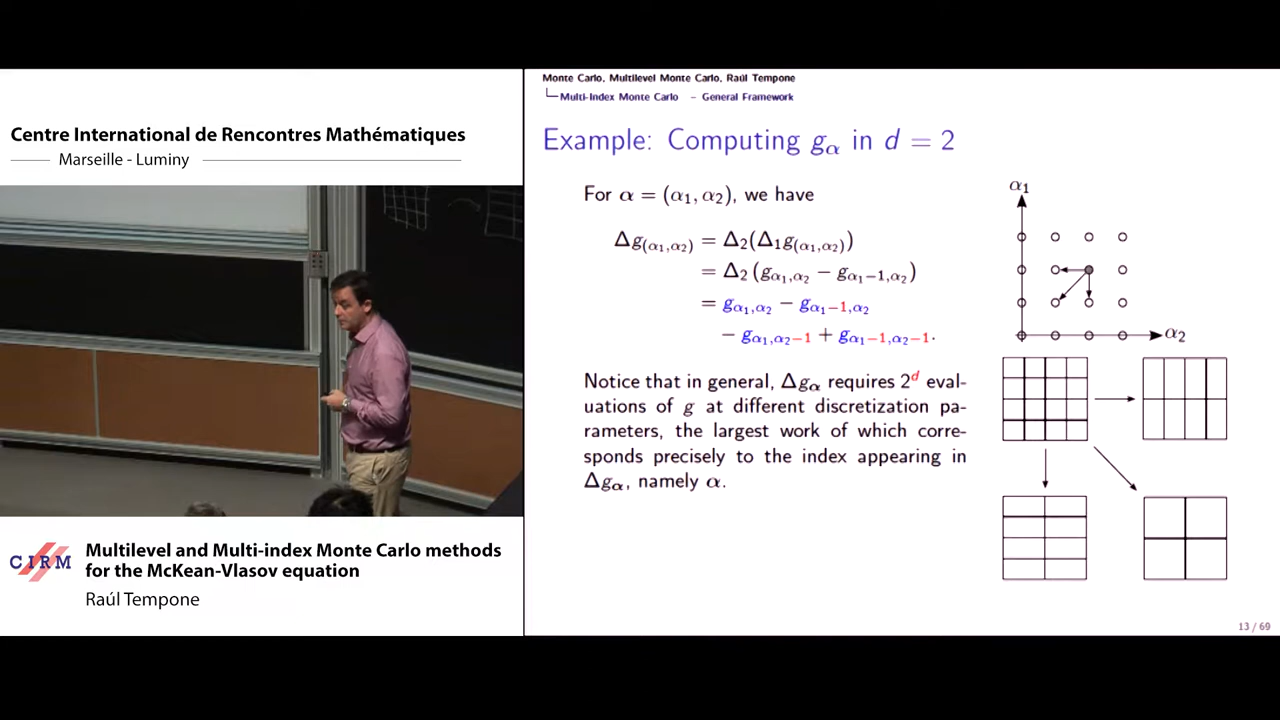 Centre International de Rencontres Mathématiques
Marseille - Luminy
CIRM
Multilevel and Multi-index Monte Carlo methods
for the McKean-Vlasov equation
Raúl Tempone
Monte Carlo, Multilevel Monte Carlo, Raúl Tempone
Multi-Index Monte Carlo – General Framework
Example: Computing g_α in d = 2
For α = (α₁, α₂), we have
Δg_(α₁,α₂) = Δ₂(Δ₁g_(α₁,α₂))
= Δ₂ (g_α₁,α₂ − g_α₁−1,α₂)
= g_α₁,α₂ − g_α₁−1,α₂
− g_α₁,α₂−1 + g_α₁−1,α₂−1.
Notice that in general, Δg_α requires 2^d eval-
uations of g at different discretization pa-
rameters, the largest work of which corre-
sponds precisely to the index appearing in
Δg_α, namely α.
α₁
α₂
13 / 69